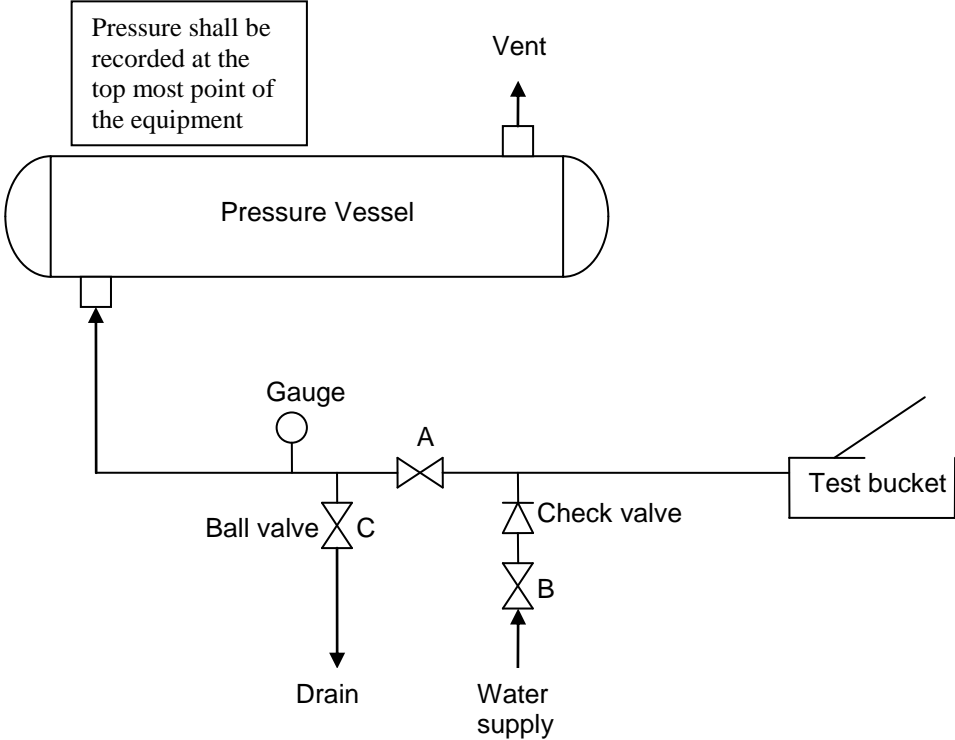 Pressure shall be
recorded at the
top most point of
the equipment
Vent
Pressure Vessel
Gauge
A
Test bucket
Ball valve
C
Check valve
B
Drain
Water
supply